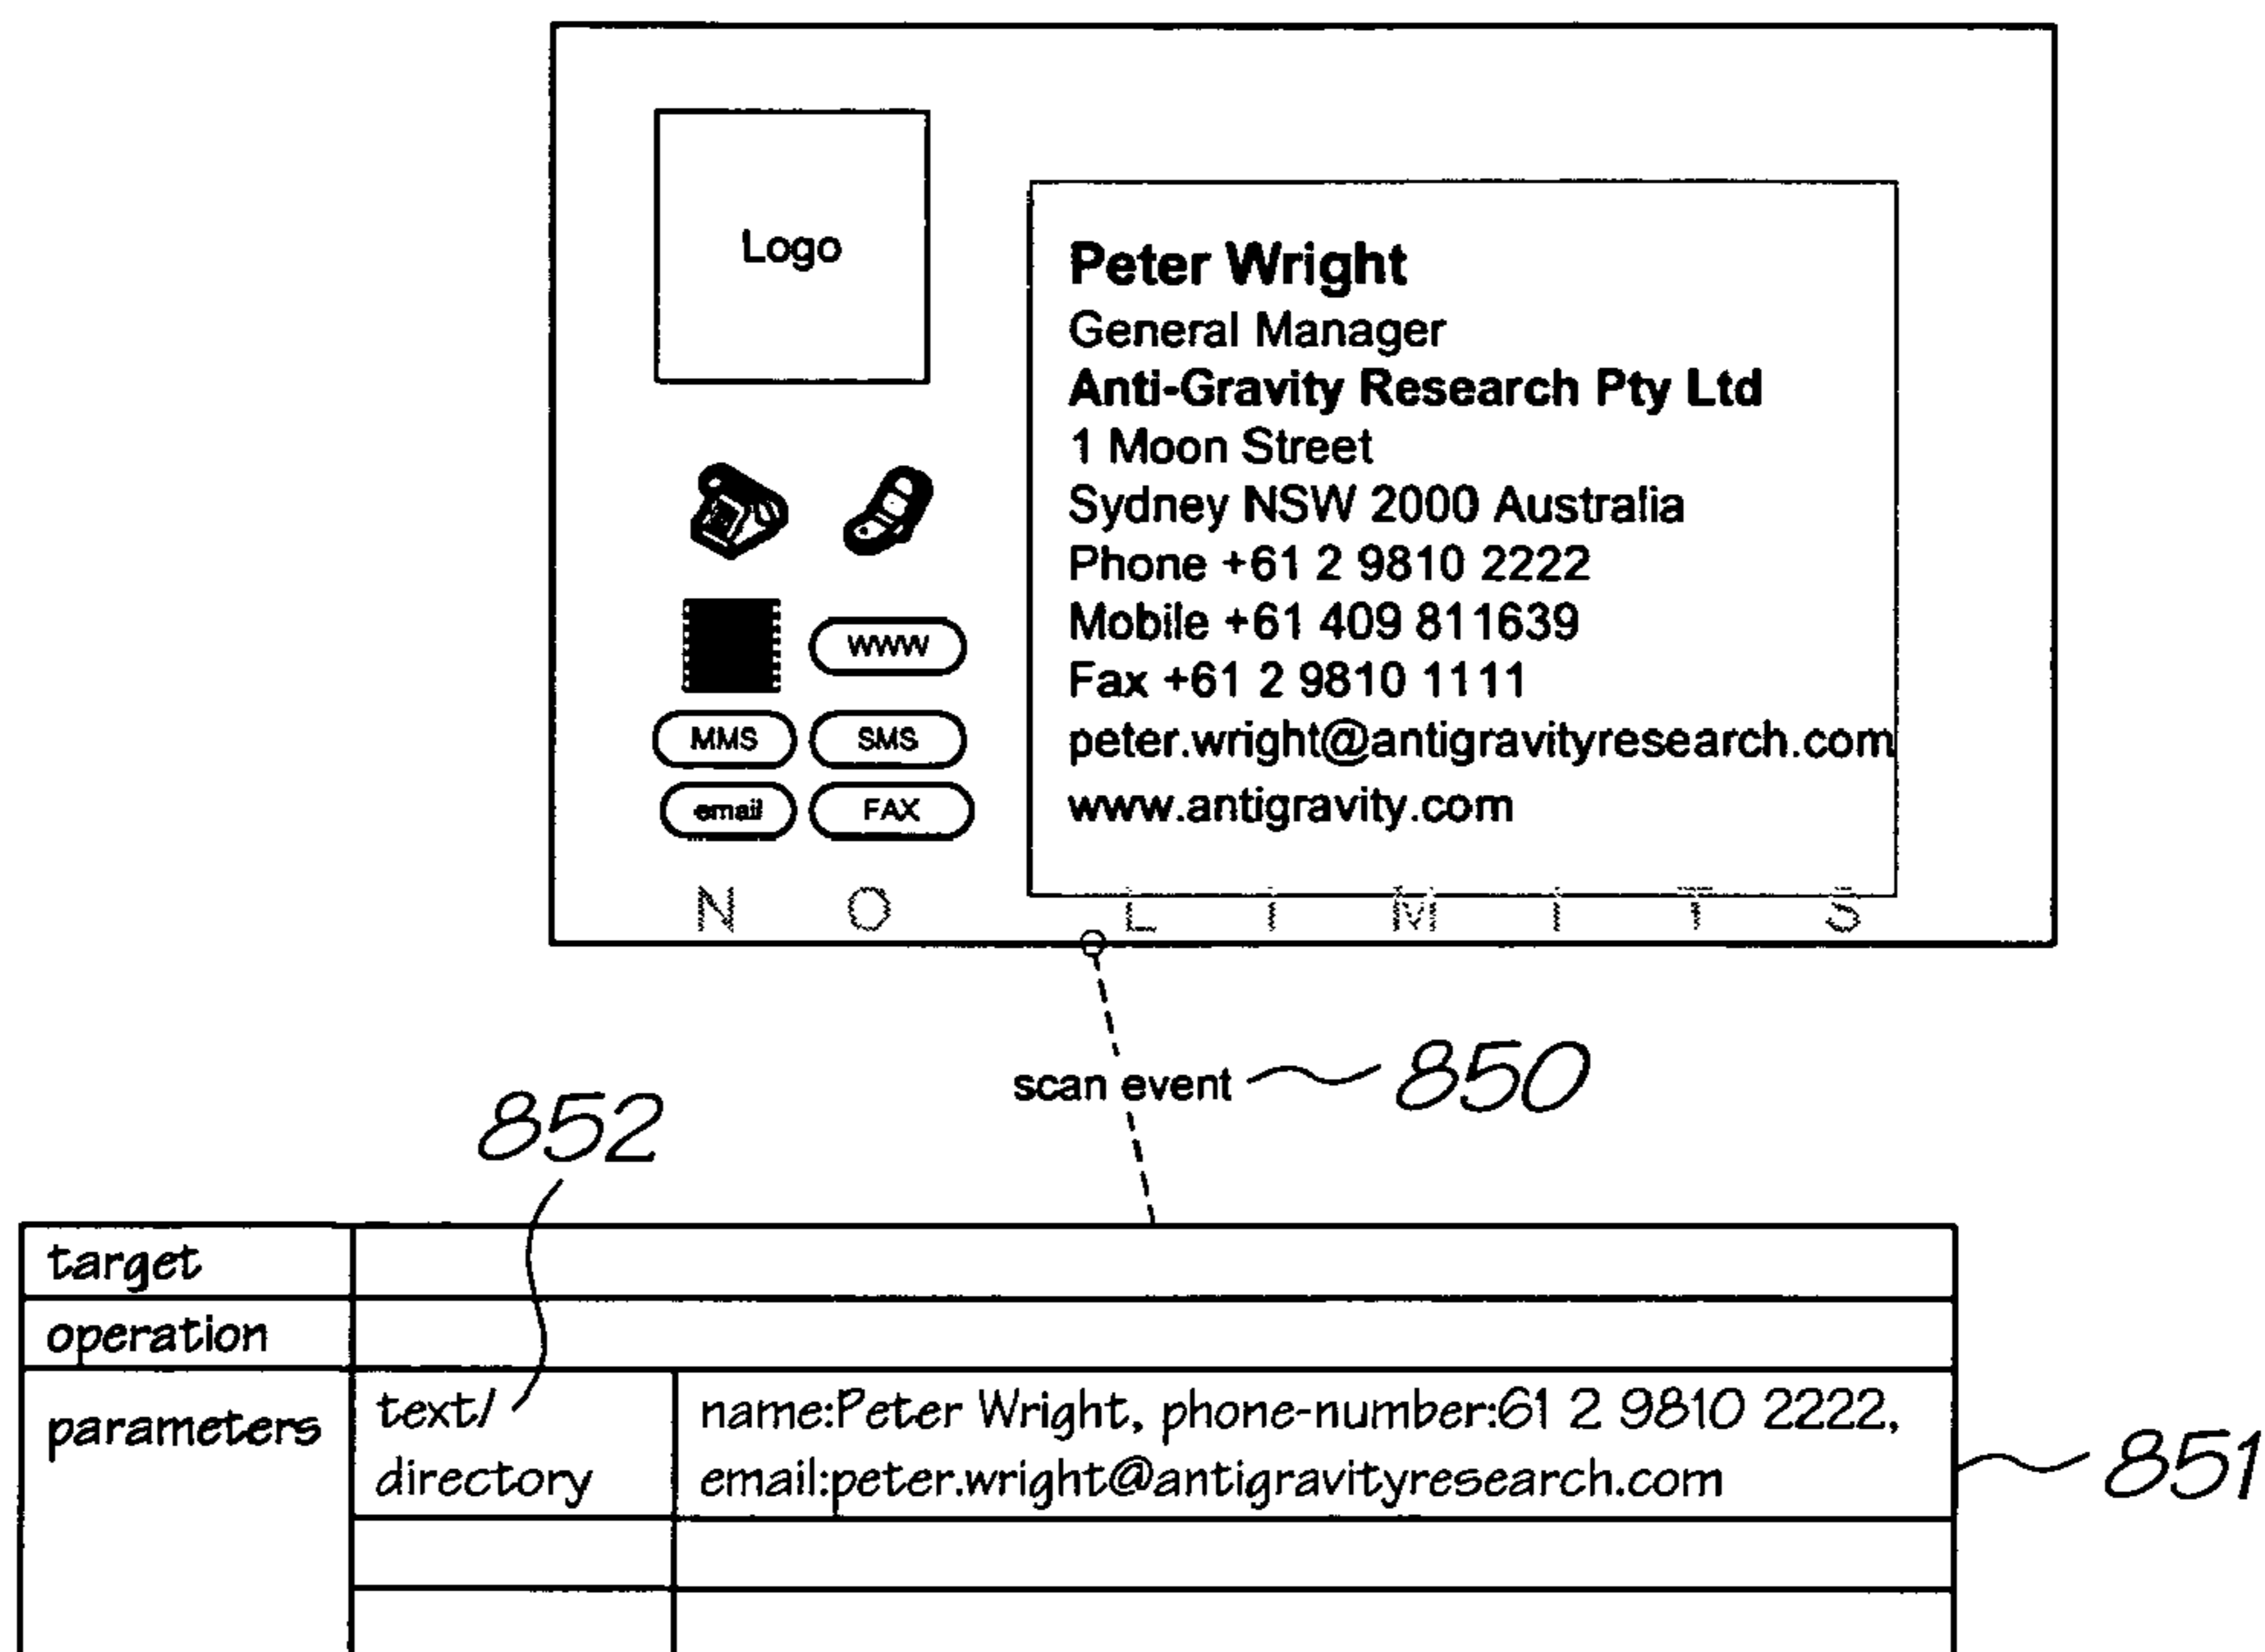 Logo
Peter Wright
General Manager
Anti-Gravity Research Pty Ltd
1 Moon Street
Sydney NSW 2000 Australia
Phone +61 2 9810 2222
Mobile +61 409 811639
Fax +61 2 9810 1111
peter.wright@antigravityresearch.com
www.antigravity.com
WWW
MMS SMS
email FAX
N O L I M I T S
scan event 850
852
target
operation
parameters
text/
directory
name:Peter Wright, phone-number:61 2 9810 2222,
email:peter.wright@antigravityresearch.com
851